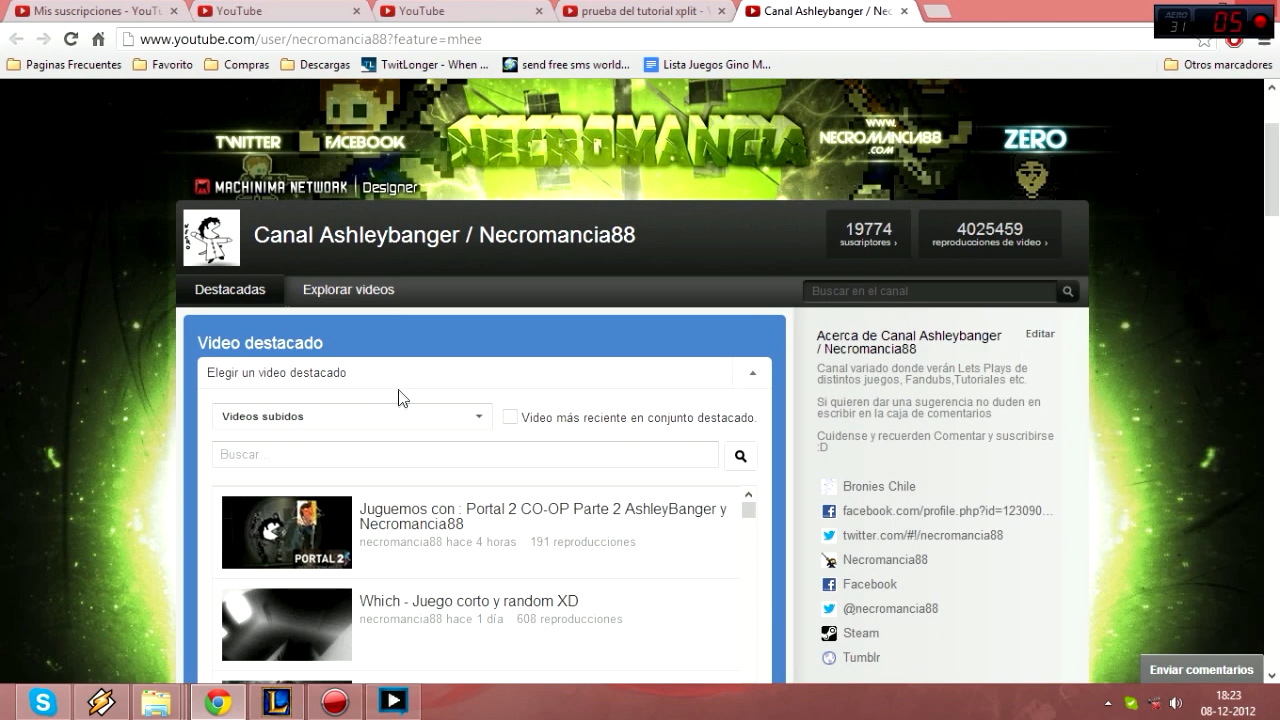 Mis suscripciones - YouTu
YouTube
YouTube
prueba del tutorial xplit -
Canal Ashleybanger / Nec
AERO
31
05
www.youtube.com/user/necromancia88?feature=mhee
Paginas Frecuentes
Favorito
Compras
Descargas
TwitLonger - When ...
send free sms world...
Lista Juegos Gino M...
Otros marcadores
TWITTER
FACEBOOK
NECROMANCIA
WWW.
NECROMANCIA88
.COM
ZERO
MACHINIMA NETWORK | Designer
Canal Ashleybanger / Necromancia88
19774
suscriptores ›
4025459
reproducciones de video ›
Destacadas
Explorar videos
Buscar en el canal
Video destacado
Elegir un video destacado
Videos subidos
Video más reciente en conjunto destacado.
Buscar...
Juguemos con : Portal 2 CO-OP Parte 2 AshleyBanger y
Necromancia88
necromancia88 hace 4 horas 191 reproducciones
PORTAL 2
Which - Juego corto y random XD
necromancia88 hace 1 día 608 reproducciones
Acerca de Canal Ashleybanger
/ Necromancia88
Editar
Canal variado donde verán Lets Plays de
distintos juegos, Fandubs,Tutoriales etc.
Si quieren dar una sugerencia no duden en
escribir en la caja de comentarios
Cuidense y recuerden Comentar y suscribirse
:D
Bronies Chile
facebook.com/profile.php?id=123090...
twitter.com/#!/necromancia88
Necromancia88
Facebook
@necromancia88
Steam
Tumblr
Enviar comentarios
18:23
08-12-2012